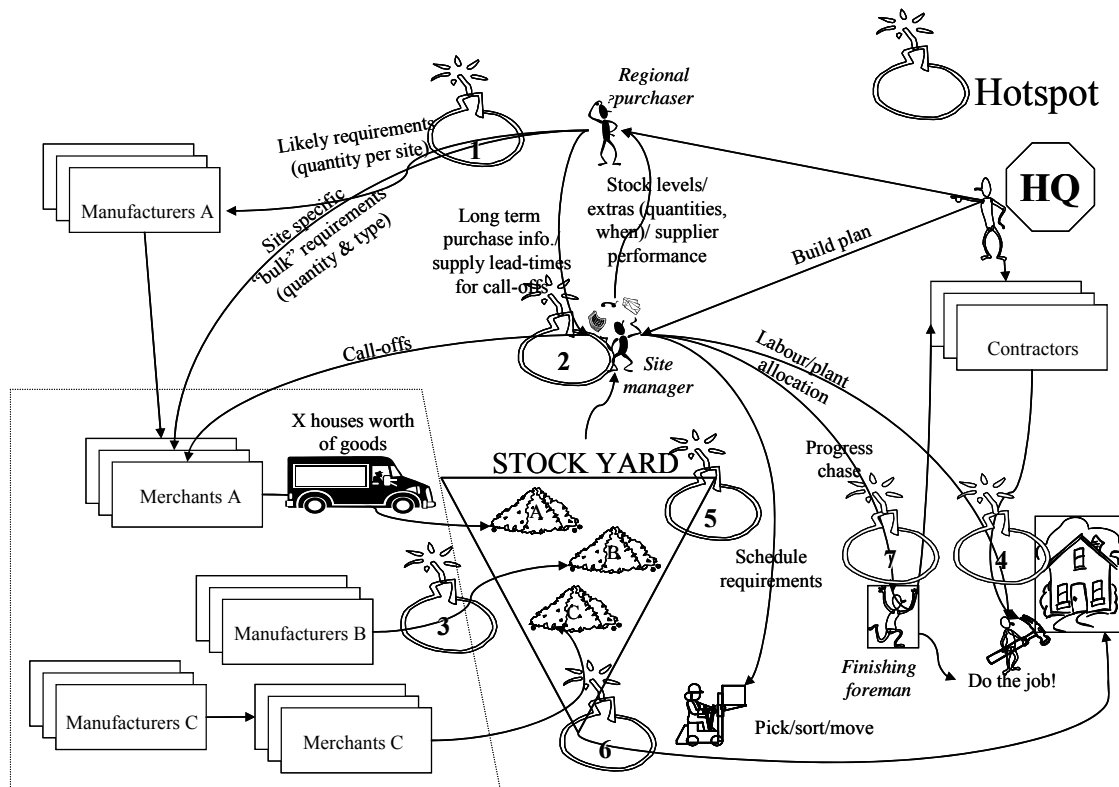 Hotspot
Regional
?purchaser
HQ
1
Likely requirements
(quantity per site)
Manufacturers A
Site specific
“bulk” requirements
(quantity & type)
Long term
purchase info./
supply lead-times
for call-offs
Stock levels/
extras (quantities,
when)/ supplier
performance
Build plan
Contractors
2
Site
manager
Call-offs
Labour/plant
allocation
X houses worth
of goods
Merchants A
STOCK YARD
A
B
C
5
Progress
chase
7
4
Schedule
requirements
Manufacturers B
3
Finishing
foreman
Do the job!
Manufacturers C
Merchants C
6
Pick/sort/move